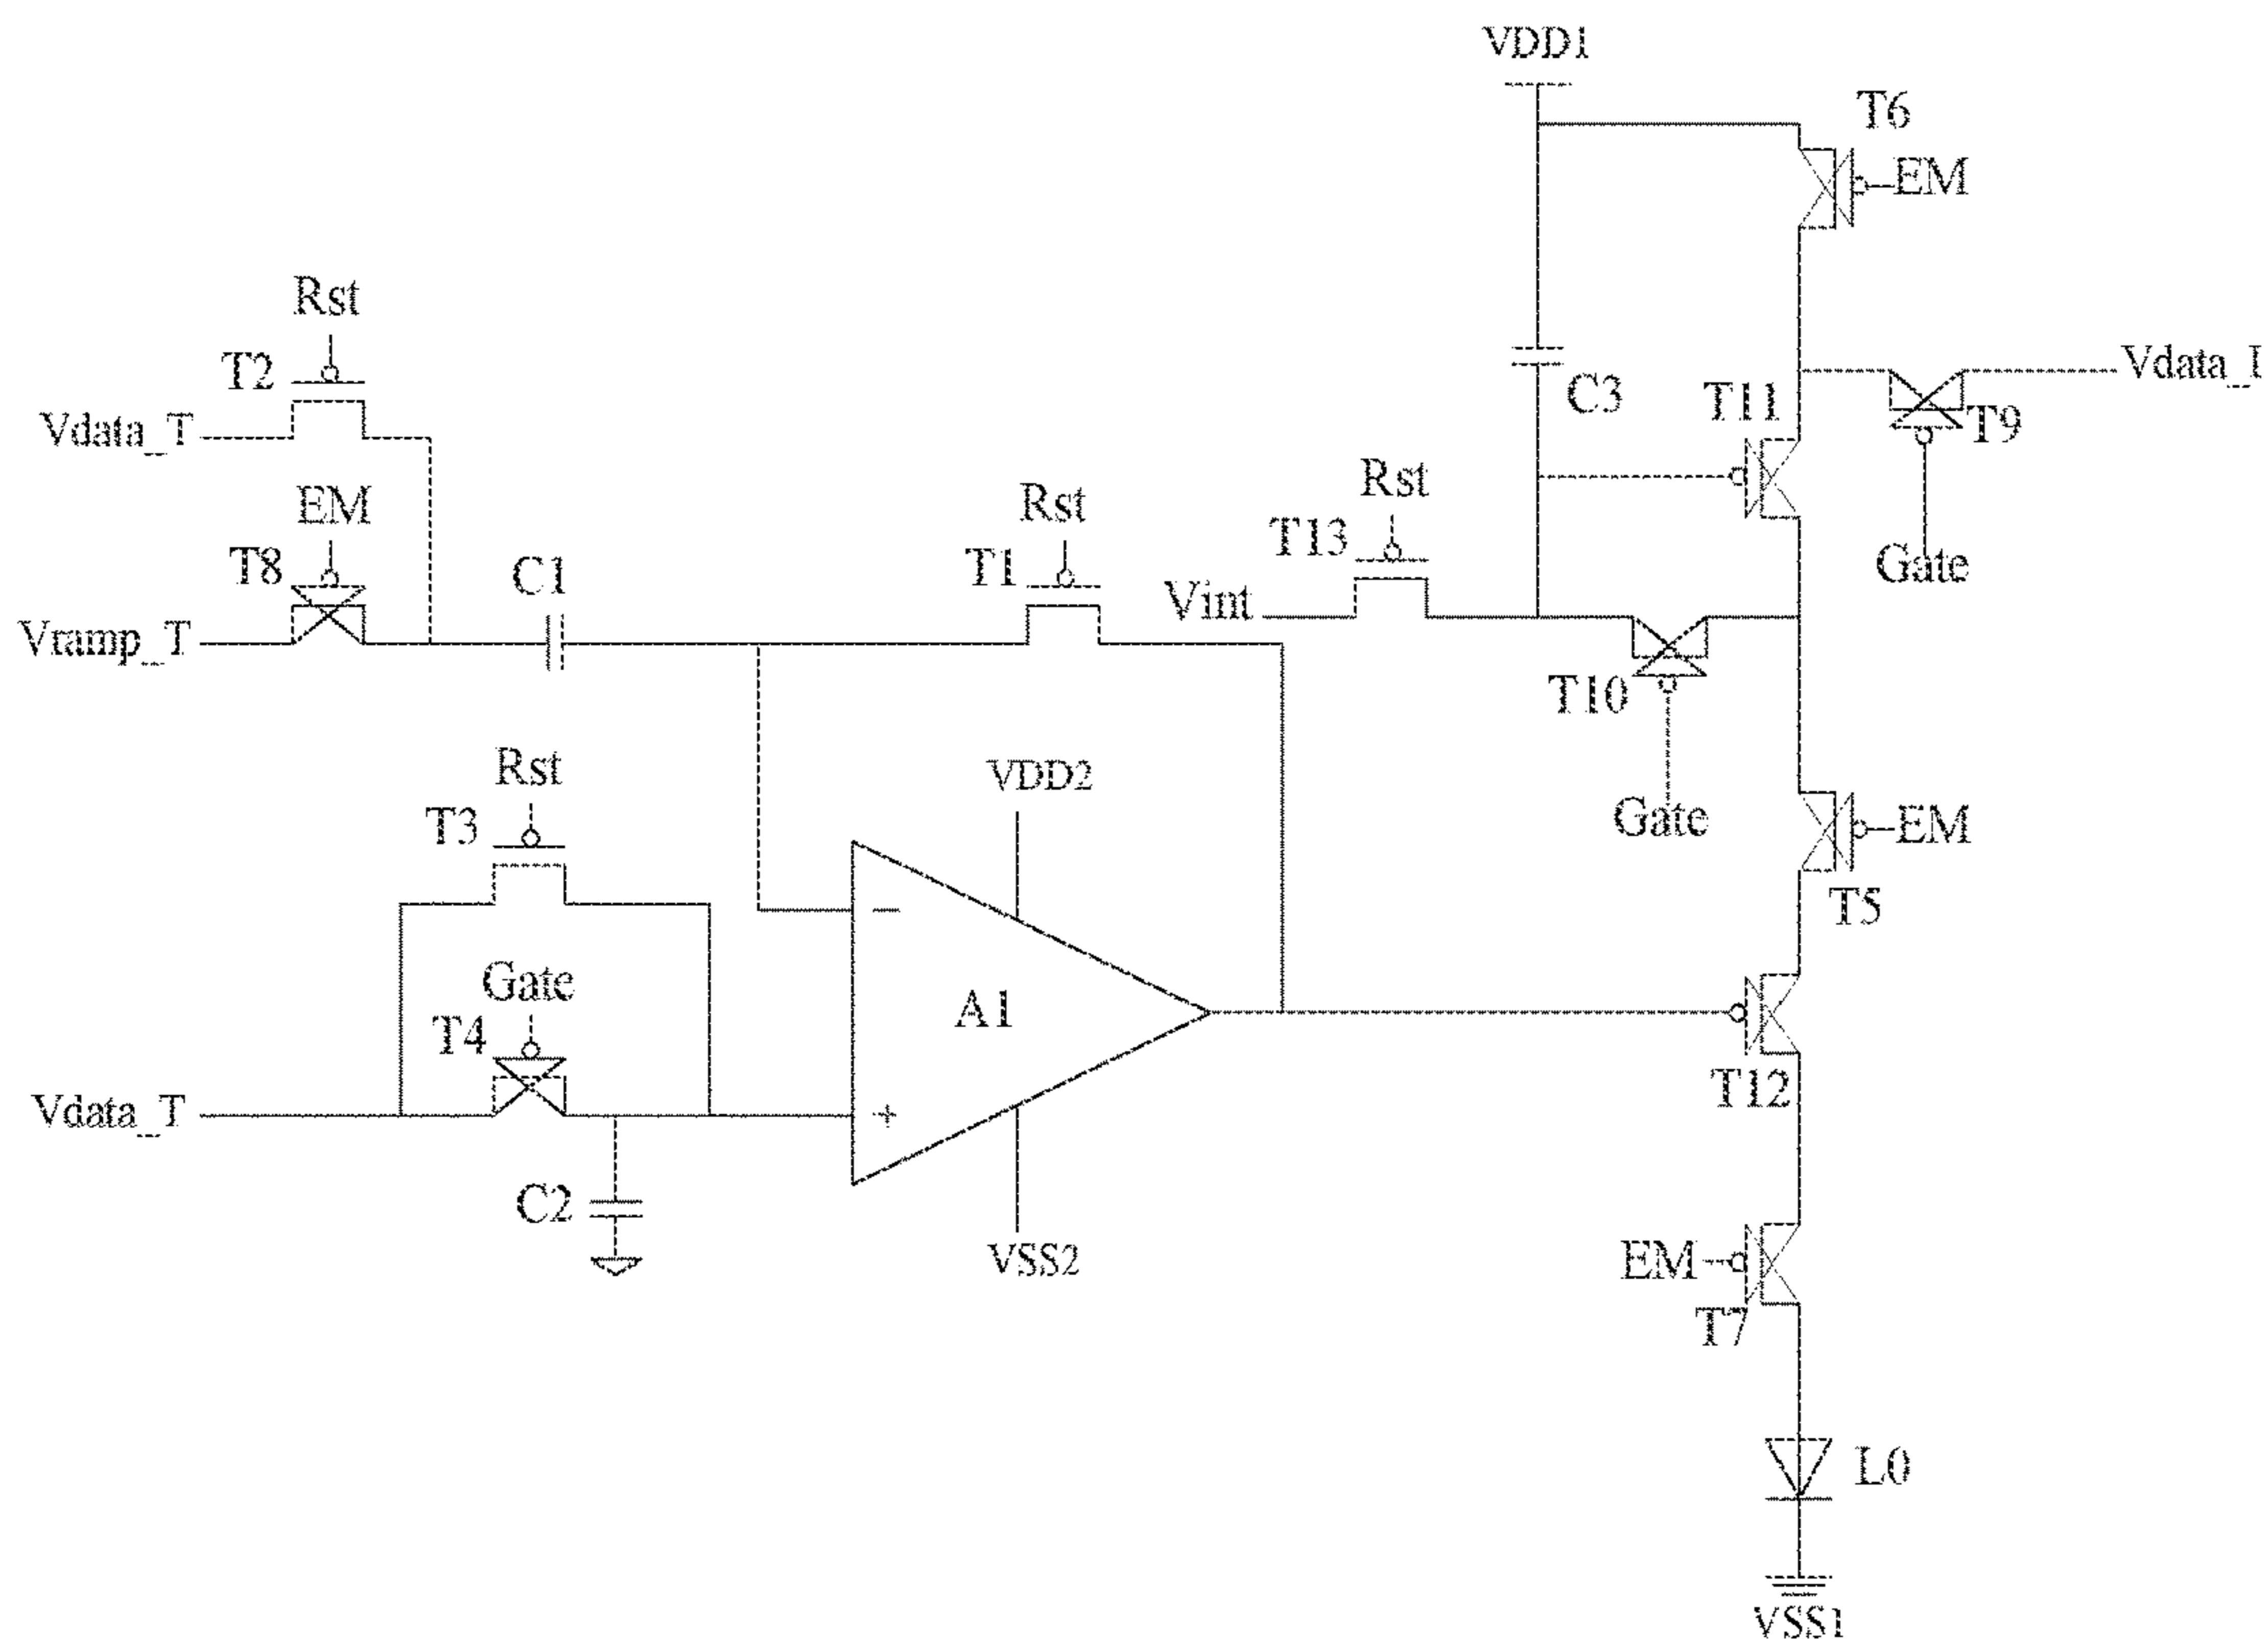 VDD1
T6
EM
Rst
T2
Vdata_T
EM
T8
Vramp_T
C1
Rst
T1
Rst
T13
Vint
C3
T11
Vdata_I
T9
Gate
T10
Gate
Rst
T3
VDD2
EM
T5
Gate
T4
A1
−
+
Vdata_T
C2
VSS2
T12
EM
T7
L0
VSS1